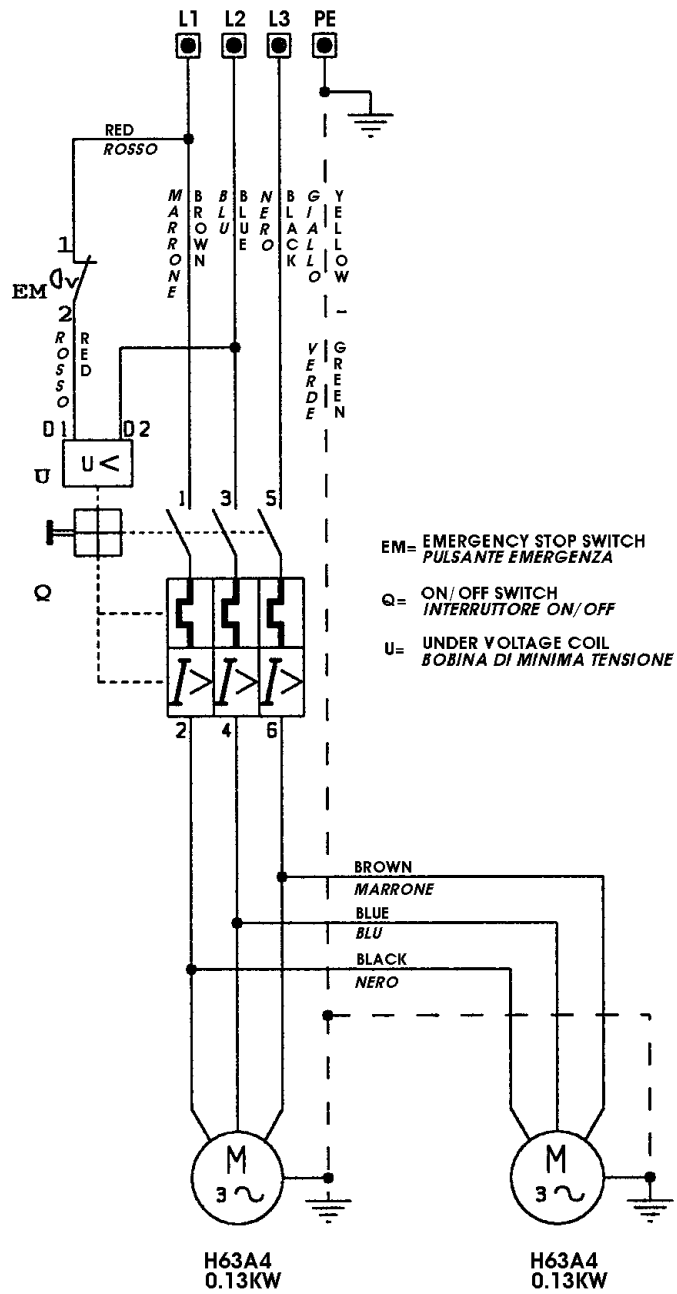 L1 L2 L3 PE
RED
ROSSO
MARRONE
BROWN
BLU
BLUE
NERO
BLACK
GIALLO
YELLOW -
1
EM
2
ROSSO
RED
VERDE
GREEN
D1 D2
U<
U
1 3 5
Q
EM= EMERGENCY STOP SWITCH
PULSANTE EMERGENZA
Q= ON/OFF SWITCH
INTERRUTTORE ON/OFF
U= UNDER VOLTAGE COIL
BOBINA DI MINIMA TENSIONE
I> I> I>
2 4 6
BROWN
MARRONE
BLUE
BLU
BLACK
NERO
M
3~
M
3~
H63A4
0.13KW
H63A4
0.13KW